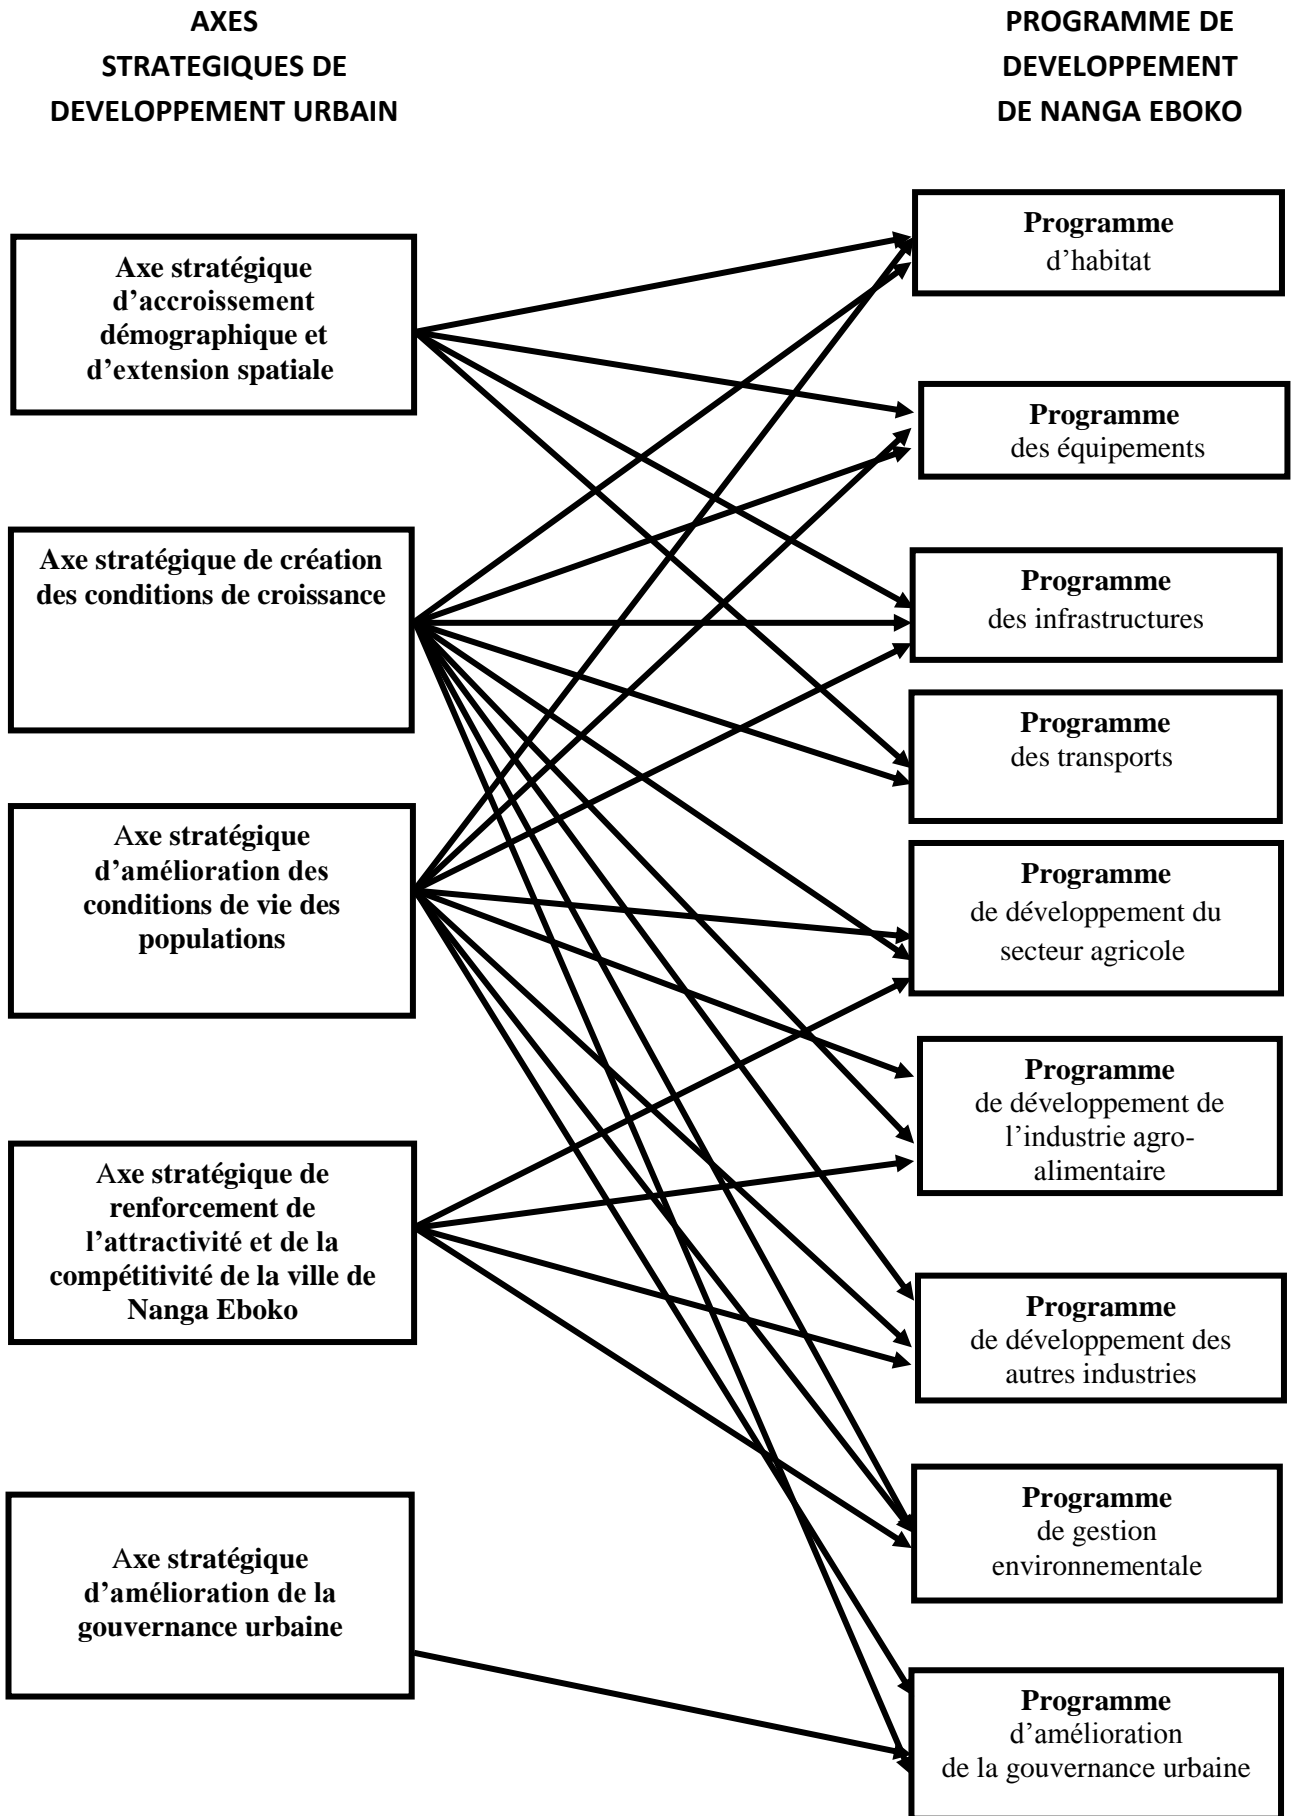 AXES
STRATEGIQUES DE
DEVELOPPEMENT URBAIN
PROGRAMME DE
DEVELOPPEMENT
DE NANGA EBOKO
Axe stratégique
d’accroissement
démographique et
d’extension spatiale
Axe stratégique de création
des conditions de croissance
Axe stratégique
d’amélioration des
conditions de vie des
populations
Axe stratégique de
renforcement de
l’attractivité et de la
compétitivité de la ville de
Nanga Eboko
Axe stratégique
d’amélioration de la
gouvernance urbaine
Programme
d’habitat
Programme
des équipements
Programme
des infrastructures
Programme
des transports
Programme
de développement du
secteur agricole
Programme
de développement de
l’industrie agro-
alimentaire
Programme
de développement des
autres industries
Programme
de gestion
environnementale
Programme
d’amélioration
de la gouvernance urbaine